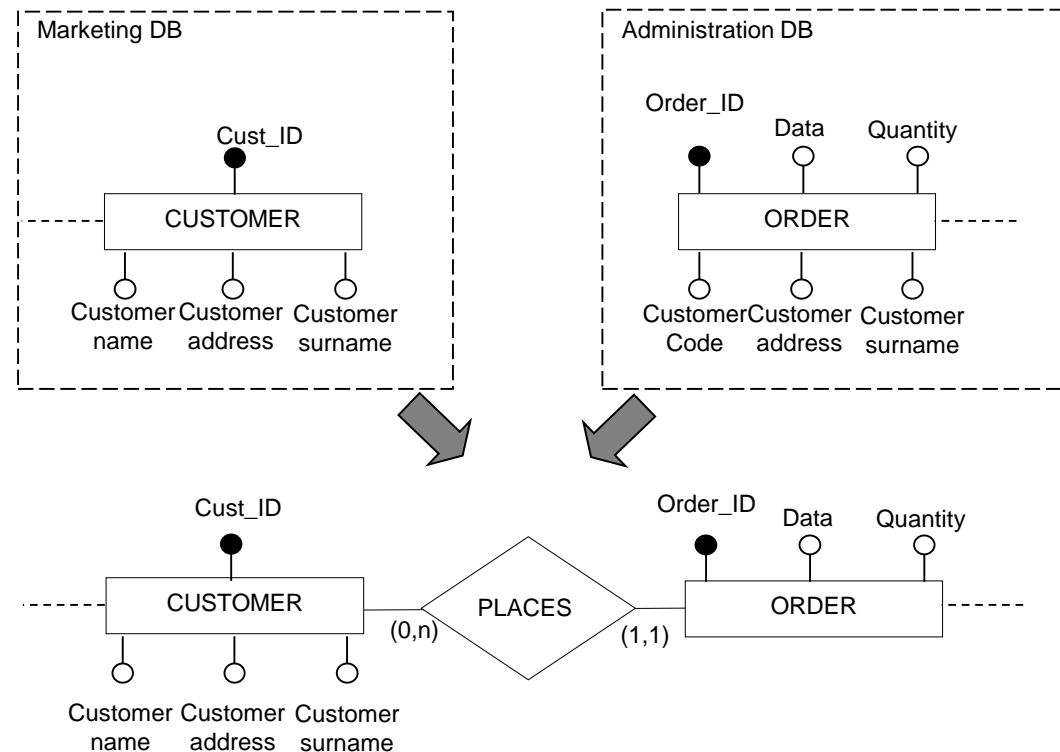 Marketing DB
Cust_ID
CUSTOMER
Customer name
Customer address
Customer surname
Administration DB
Order_ID
Data
Quantity
ORDER
Customer Code
Customer address
Customer surname
Cust_ID
CUSTOMER
Customer name
Customer address
Customer surname
(0,n)
PLACES
(1,1)
Order_ID
Data
Quantity
ORDER